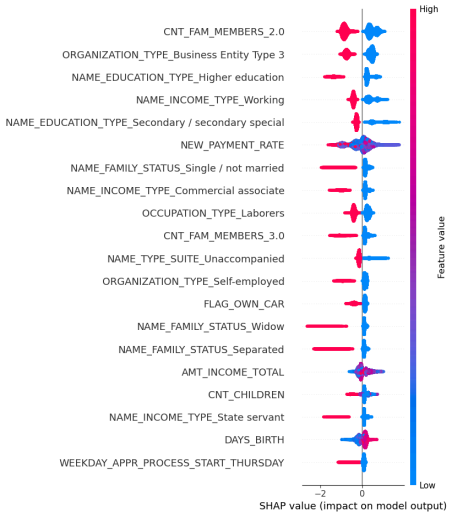 High
CNT_FAM_MEMBERS_2.0
ORGANIZATION_TYPE_Business Entity Type 3
NAME_EDUCATION_TYPE_Higher education
NAME_INCOME_TYPE_Working
NAME_EDUCATION_TYPE_Secondary / secondary special
NEW_PAYMENT_RATE
NAME_FAMILY_STATUS_Single / not married
NAME_INCOME_TYPE_Commercial associate
OCCUPATION_TYPE_Laborers
CNT_FAM_MEMBERS_3.0
NAME_TYPE_SUITE_Unaccompanied
ORGANIZATION_TYPE_Self-employed
FLAG_OWN_CAR
NAME_FAMILY_STATUS_Widow
NAME_FAMILY_STATUS_Separated
AMT_INCOME_TOTAL
CNT_CHILDREN
NAME_INCOME_TYPE_State servant
DAYS_BIRTH
WEEKDAY_APPR_PROCESS_START_THURSDAY
Feature value
Low
−2 0
SHAP value (impact on model output)